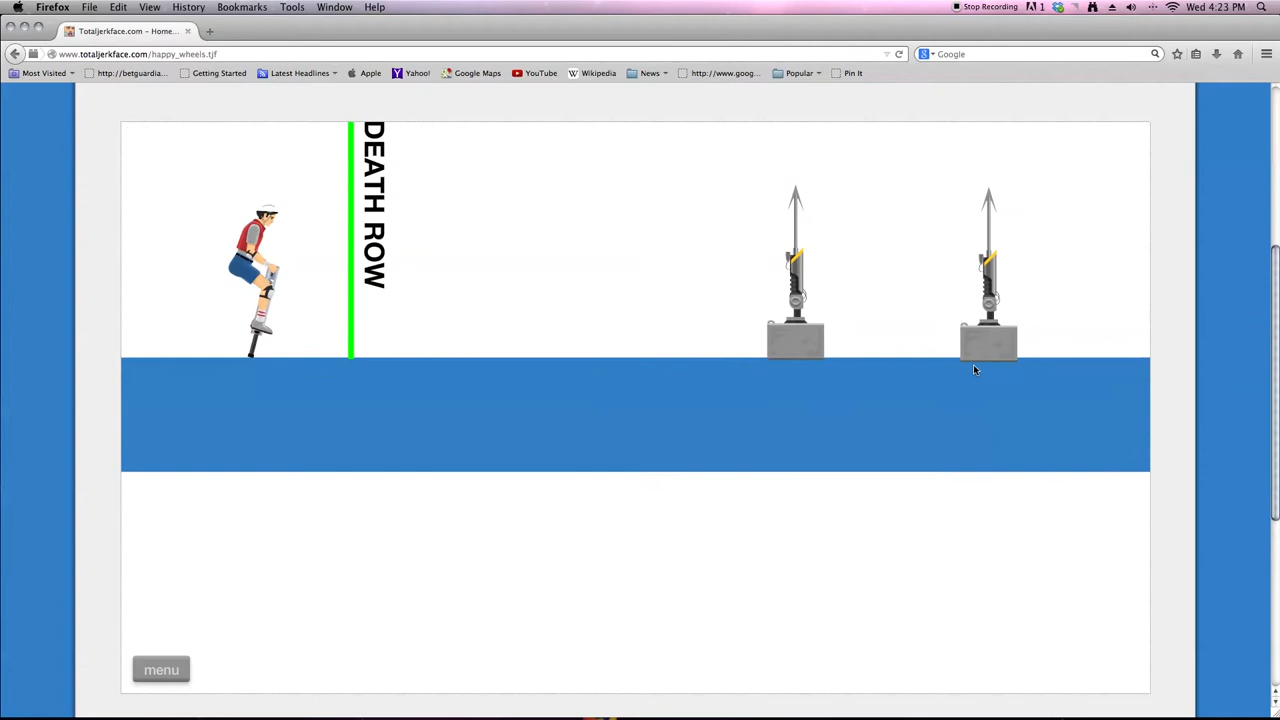 Firefox File Edit View History Bookmarks Tools Window Help Stop Recording 1 Wed 4:23 PM
Totaljerkface.com – Home...
www.totaljerkface.com/happy_wheels.tjf Google
Most Visited http://betguardia... Getting Started Latest Headlines Apple Yahoo! Google Maps YouTube Wikipedia News http://www.goog... Popular Pin It
DEATH ROW
menu